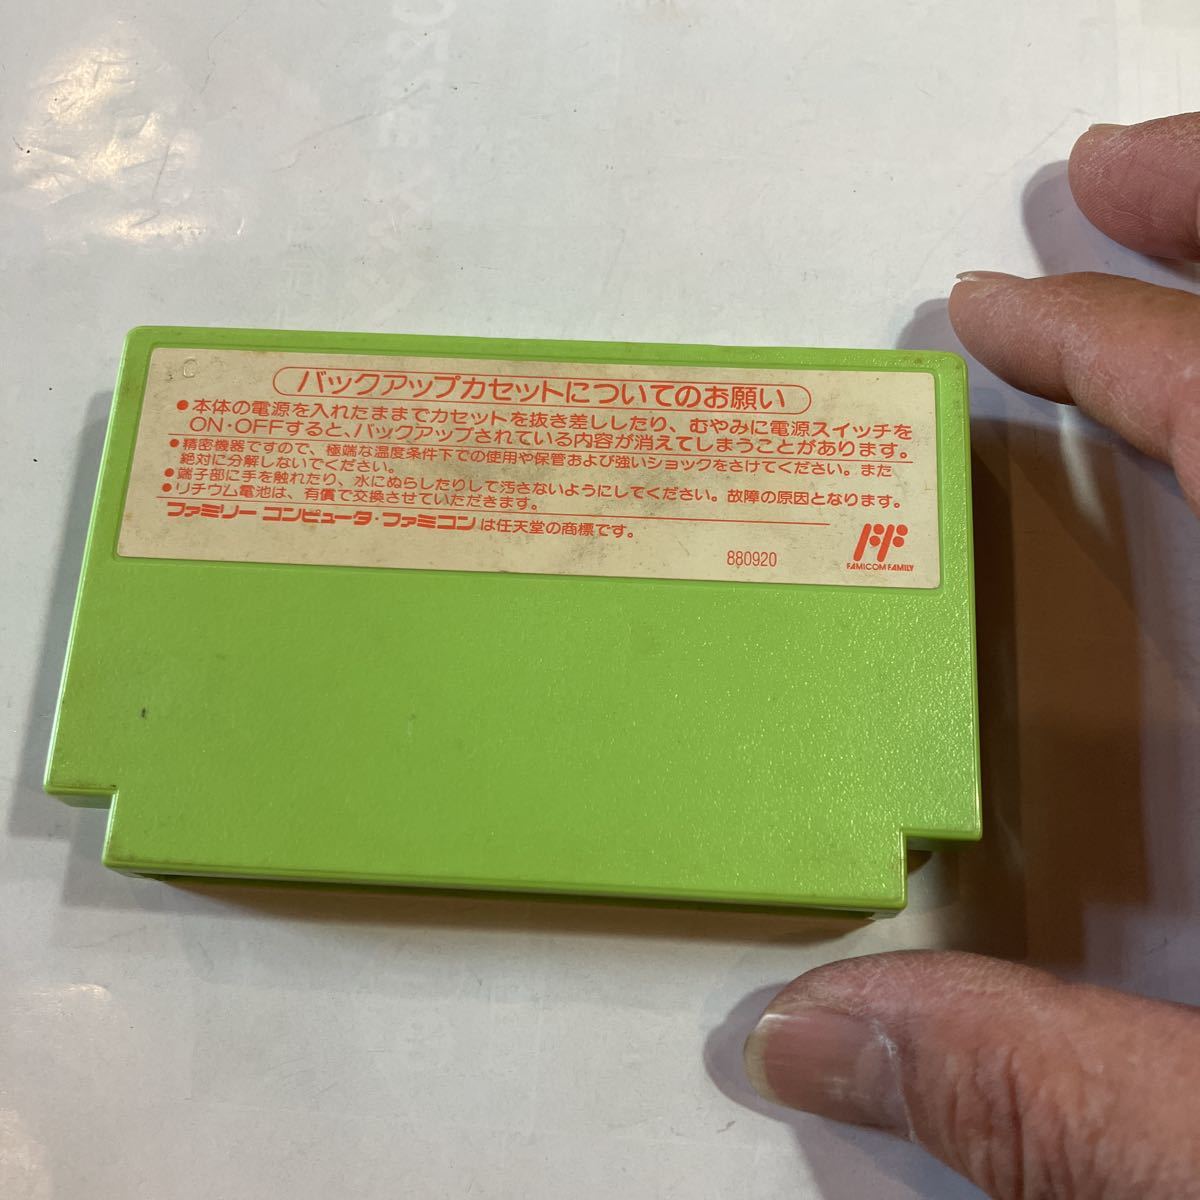 C
バックアップカセットについてのお願い
●本体の電源を入れたままでカセットを抜き差ししたり、むやみに電源スイッチを
ON・OFFすると、バックアップされている内容が消えてしまうことがあります。
●精密機器ですので、極端な温度条件下での使用や保管および強いショックをさけてください。また
絶対に分解しないでください。
●端子部に手を触れたり、水にぬらしたりして汚さないようにしてください。故障の原因となります。
●リチウム電池は、有償で交換させていただきます。
ファミリーコンピュータ・ファミコンは任天堂の商標です。
880920
FAMICOM FAMILY